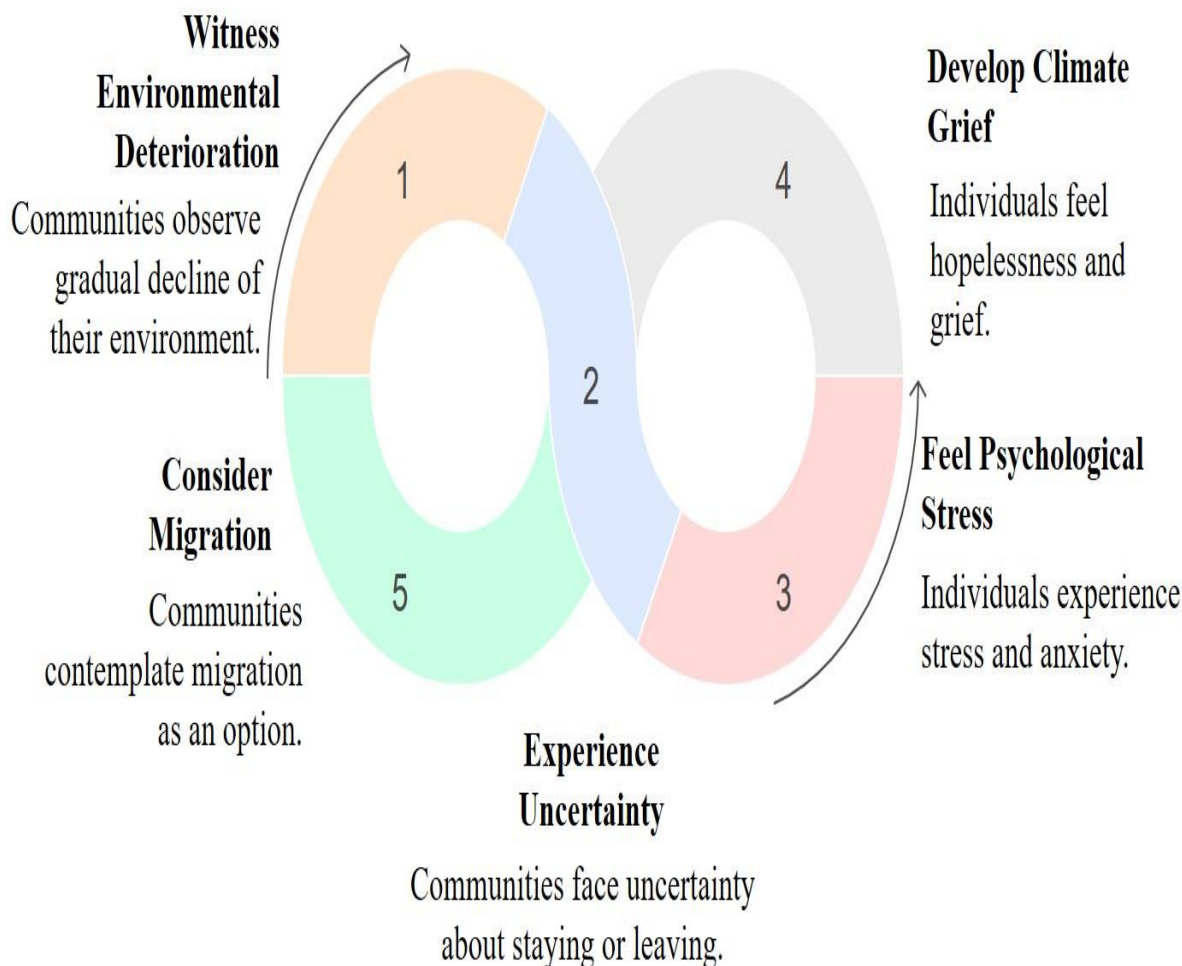 Witness
Environmental
Deterioration
Communities observe
gradual decline of
their environment.
1
4
Develop Climate
Grief
Individuals feel
hopelessness and
grief.
2
Consider
Migration
Communities
contemplate migration
as an option.
5
3
Feel Psychological
Stress
Individuals experience
stress and anxiety.
Experience
Uncertainty
Communities face uncertainty
about staying or leaving.